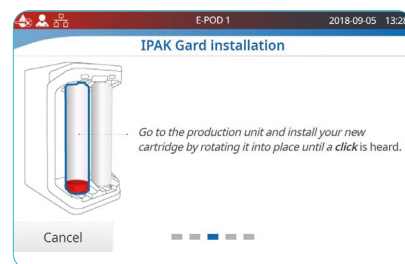 E-POD 1 2018-09-05 13:28
IPAK Gard installation
Go to the production unit and install your new
cartridge by rotating it into place until a click is heard.
Cancel